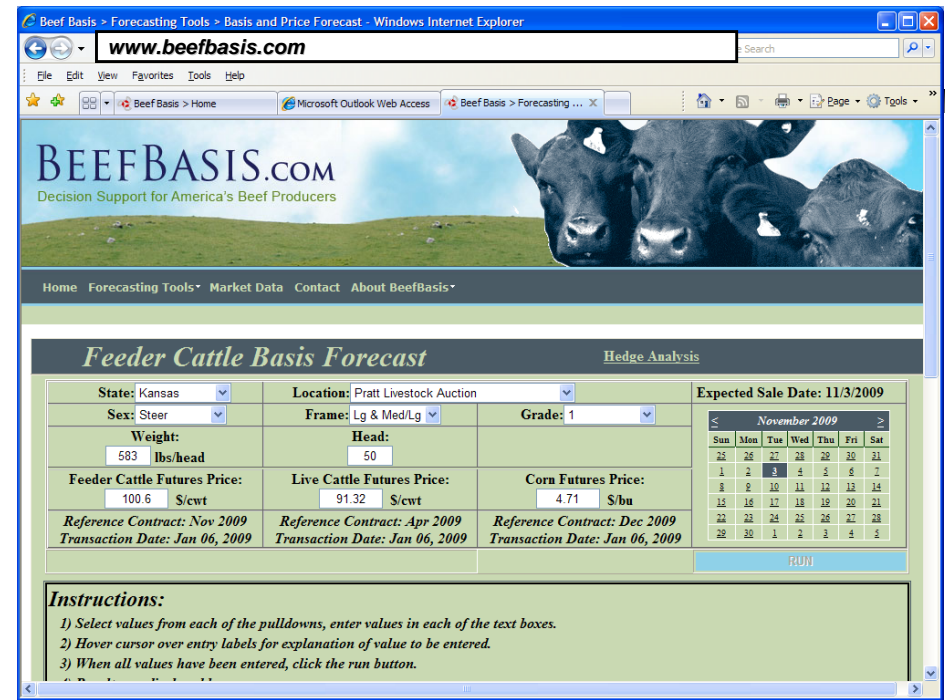 Beef Basis > Forecasting Tools > Basis and Price Forecast - Windows Internet Explorer
www.beefbasis.com
Search
File Edit View Favorites Tools Help
Beef Basis > Home Microsoft Outlook Web Access Beef Basis > Forecasting ... X Page Tools »
BEEFBASIS.COM
Decision Support for America's Beef Producers
Home Forecasting Tools Market Data Contact About BeefBasis
Feeder Cattle Basis Forecast Hedge Analysis
State: Kansas Location: Pratt Livestock Auction Expected Sale Date: 11/3/2009
Sex: Steer Frame: Lg & Med/Lg Grade: 1
< November 2009 >
Weight: Head:
Sun Mon Tue Wed Thu Fri Sat
583 lbs/head 50
25 26 27 28 29 30 31
1 2 3 4 5 6 7
Feeder Cattle Futures Price: Live Cattle Futures Price: Corn Futures Price:
8 9 10 11 12 13 14
100.6 $/cwt 91.32 $/cwt 4.71 $/bu
15 16 17 18 19 20 21
Reference Contract: Nov 2009 Reference Contract: Apr 2009 Reference Contract: Dec 2009
22 23 24 25 26 27 28
Transaction Date: Jan 06, 2009 Transaction Date: Jan 06, 2009 Transaction Date: Jan 06, 2009
29 30 1 2 3 4 5
RUN
Instructions:
1) Select values from each of the pulldowns, enter values in each of the text boxes.
2) Hover cursor over entry labels for explanation of value to be entered.
3) When all values have been entered, click the run button.